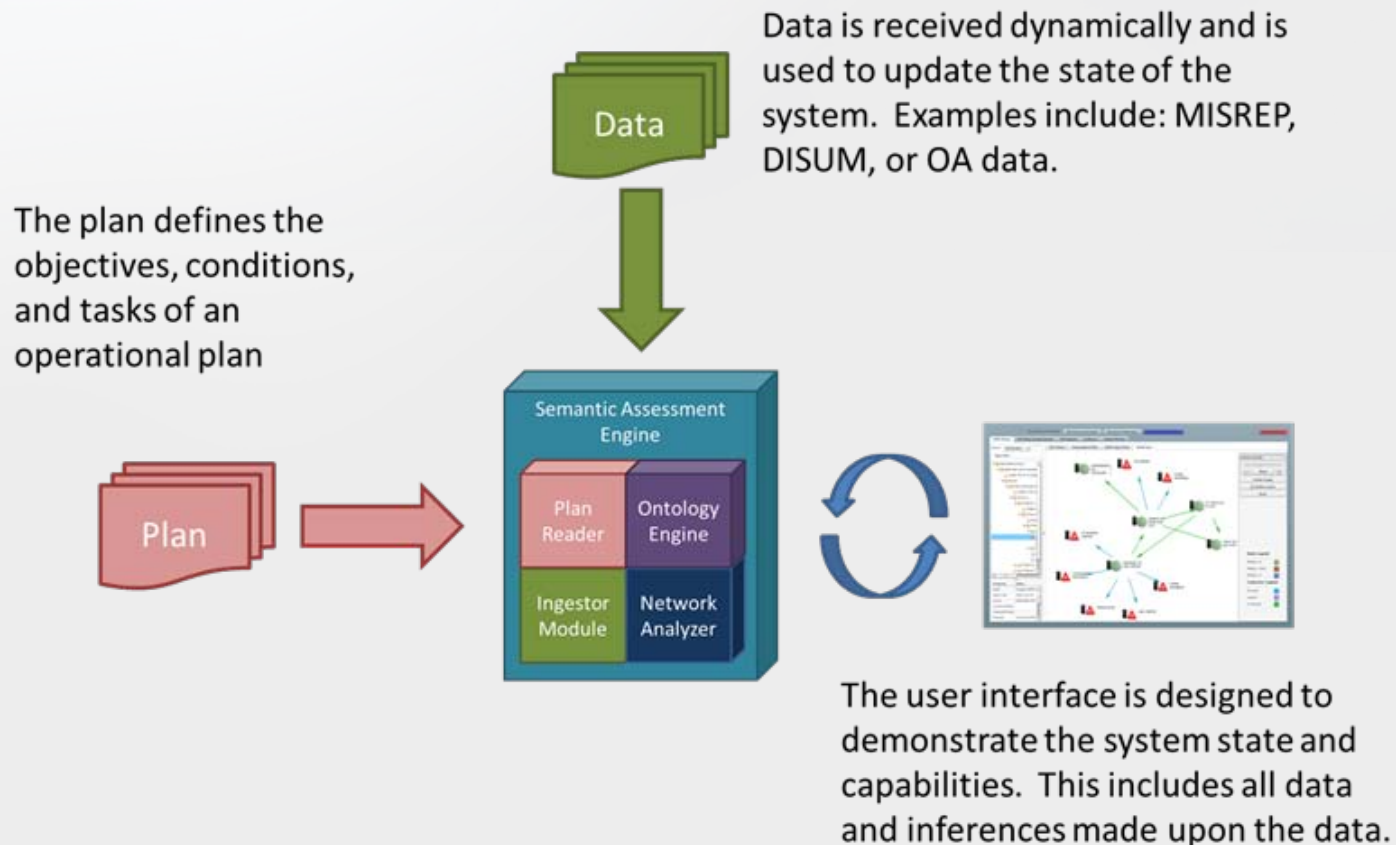 Data is received dynamically and is
used to update the state of the
system.  Examples include: MISREP,
DISUM, or OA data.
Data
The plan defines the
objectives, conditions,
and tasks of an
operational plan
Plan
Semantic Assessment
Engine
Plan
Reader
Ontology
Engine
Ingestor
Module
Network
Analyzer
The user interface is designed to
demonstrate the system state and
capabilities.  This includes all data
and inferences made upon the data.